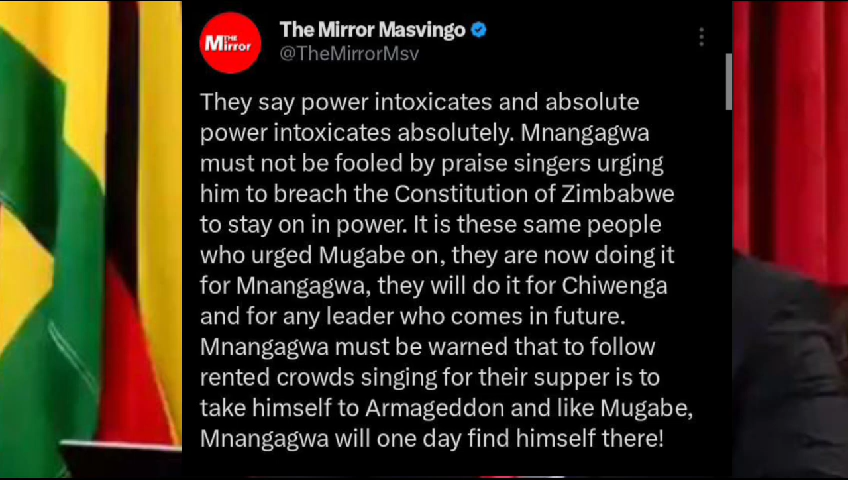 THE
Mirror
The Mirror Masvingo
@TheMirrorMsv
They say power intoxicates and absolute
power intoxicates absolutely. Mnangagwa
must not be fooled by praise singers urging
him to breach the Constitution of Zimbabwe
to stay on in power. It is these same people
who urged Mugabe on, they are now doing it
for Mnangagwa, they will do it for Chiwenga
and for any leader who comes in future.
Mnangagwa must be warned that to follow
rented crowds singing for their supper is to
take himself to Armageddon and like Mugabe,
Mnangagwa will one day find himself there!